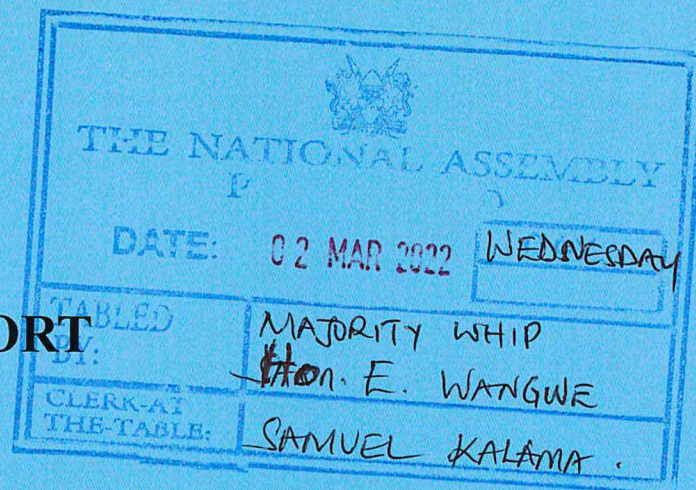 THE NATIONAL ASSEMBLY
DATE: 02 MAR 2022 WEDNESDAY
ORT
TABLED BY: MAJORITY WHIP
Hon. E. WANGWE
CLERK-AT THE-TABLE: SAMUEL KALAMA.